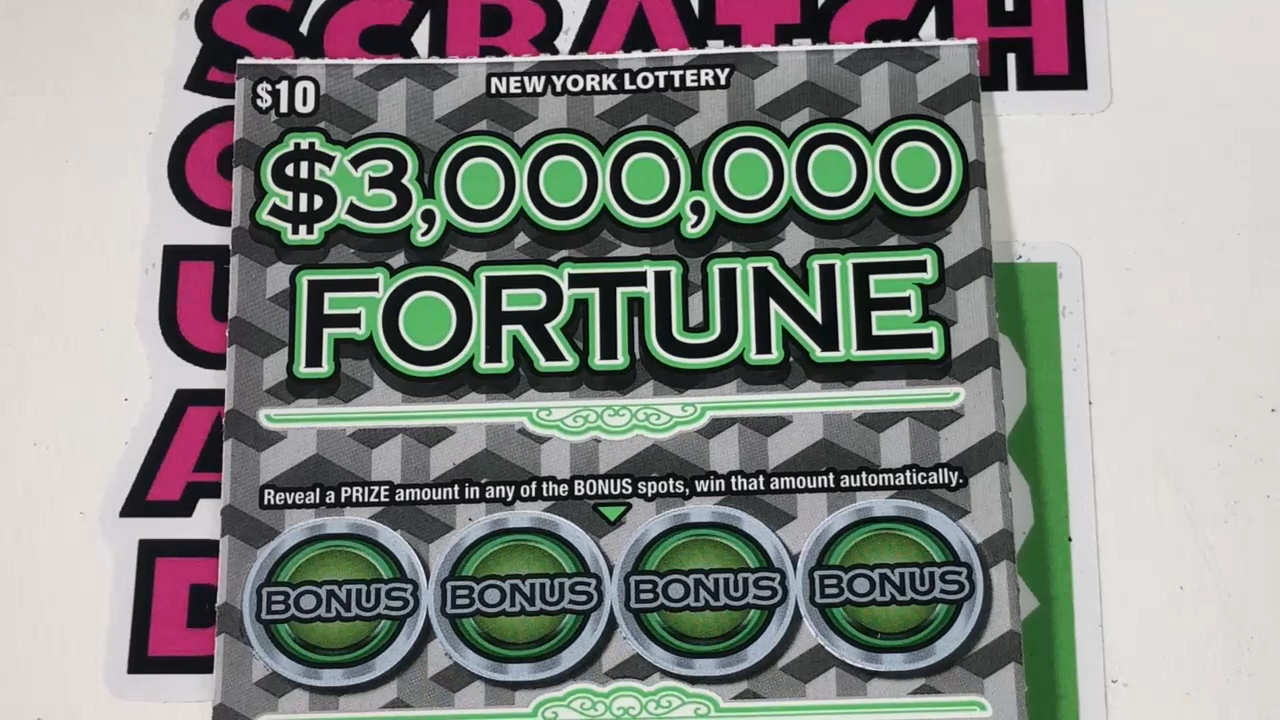 SCRATCH
$10
NEW YORK LOTTERY
$3,000,000
FORTUNE
Reveal a PRIZE amount in any of the BONUS spots, win that amount automatically.
BONUS BONUS BONUS BONUS